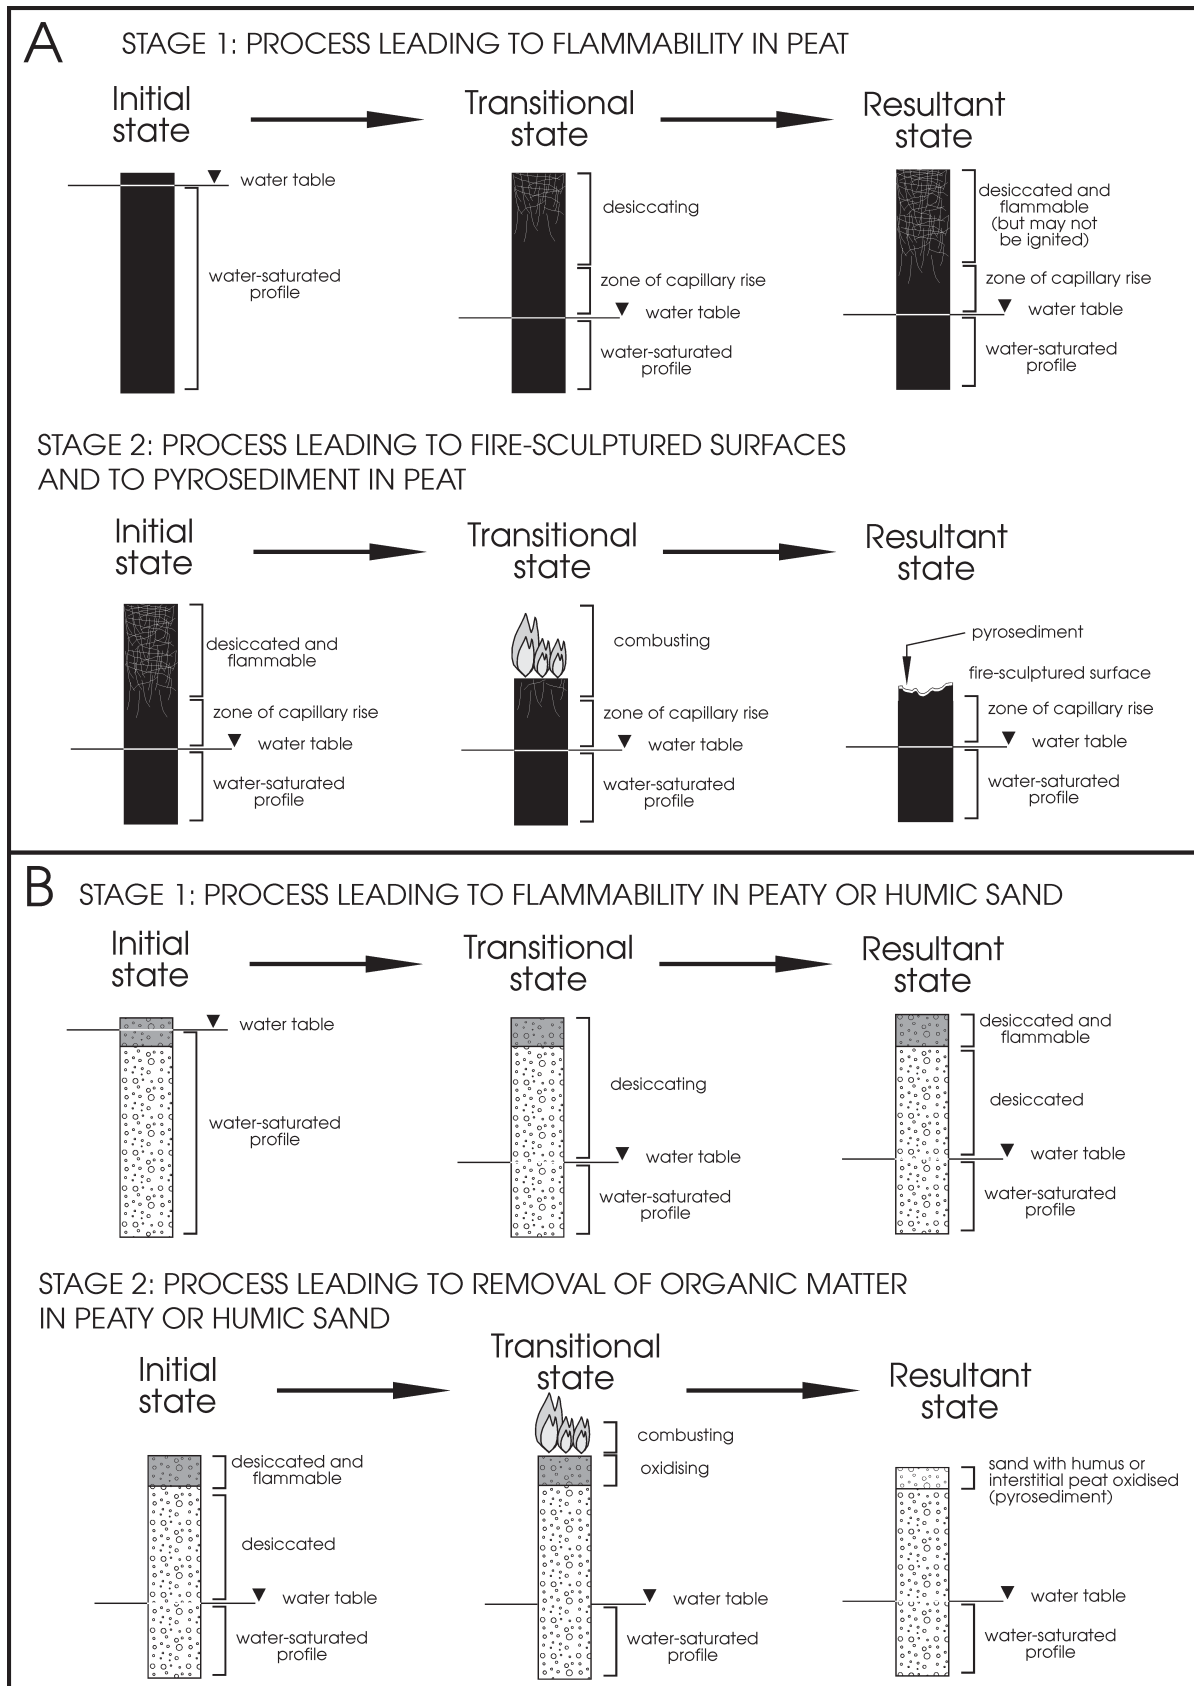 A
STAGE 1: PROCESS LEADING TO FLAMMABILITY IN PEAT
Initial
state
Transitional
state
Resultant
state
water table
water-saturated
profile
desiccating
zone of capillary rise
water table
water-saturated
profile
desiccated and
flammable
(but may not
be ignited)
zone of capillary rise
water table
water-saturated
profile
STAGE 2: PROCESS LEADING TO FIRE-SCULPTURED SURFACES
AND TO PYROSEDIMENT IN PEAT
Initial
state
Transitional
state
Resultant
state
desiccated and
flammable
zone of capillary rise
water table
water-saturated
profile
combusting
zone of capillary rise
water table
water-saturated
profile
pyrosediment
fire-sculptured surface
zone of capillary rise
water table
water-saturated
profile
B
STAGE 1: PROCESS LEADING TO FLAMMABILITY IN PEATY OR HUMIC SAND
Initial
state
Transitional
state
Resultant
state
water table
water-saturated
profile
desiccating
water table
water-saturated
profile
desiccated and
flammable
desiccated
water table
water-saturated
profile
STAGE 2: PROCESS LEADING TO REMOVAL OF ORGANIC MATTER
IN PEATY OR HUMIC SAND
Initial
state
Transitional
state
Resultant
state
desiccated and
flammable
desiccated
water table
water-saturated
profile
combusting
oxidising
water table
water-saturated
profile
sand with humus or
interstitial peat oxidised
(pyrosediment)
water table
water-saturated
profile